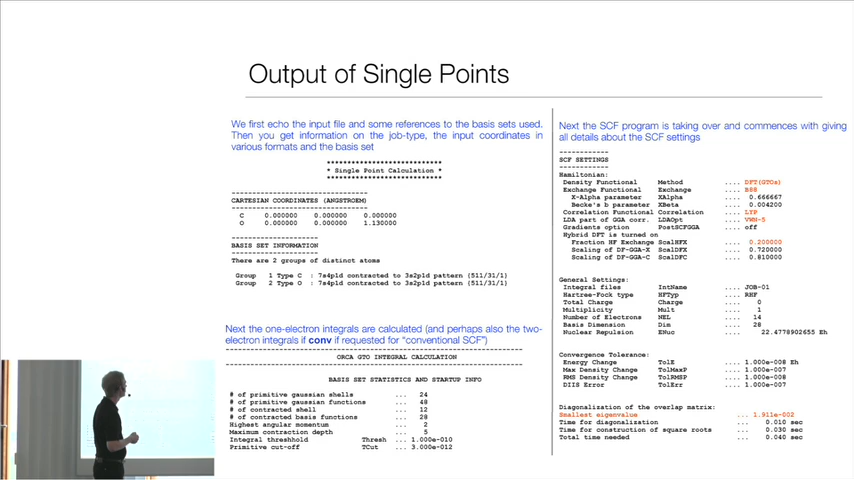 Output of Single Points
We first echo the input file and some references to the basis sets used.
Then you get information on the job-type, the input coordinates in
various formats and the basis set
****************************
* Single Point Calculation *
****************************
----------------------------
CARTESIAN COORDINATES (ANGSTROEM)
----------------------------
C 0.000000 0.000000 0.000000
O 0.000000 0.000000 1.130000
---------------------
BASIS SET INFORMATION
---------------------
There are 2 groups of distinct atoms
Group 1 Type C : 7s4p1d contracted to 3s2p1d pattern {511/31/1}
Group 2 Type O : 7s4p1d contracted to 3s2p1d pattern {511/31/1}
Next the one-electron integrals are calculated (and perhaps also the two-
electron integrals if conv if requested for "conventional SCF")
------------------------------------------------------------
ORCA GTO INTEGRAL CALCULATION
------------------------------------------------------------
BASIS SET STATISTICS AND STARTUP INFO
# of primitive gaussian shells ... 24
# of primitive gaussian functions ... 48
# of contracted shell ... 12
# of contracted basis functions ... 28
Highest angular momentum ... 2
Maximum contraction depth ... 5
Integral threshhold Thresh ... 1.000e-010
Primitive cut-off TCut ... 3.000e-012
Next the SCF program is taking over and commences with giving
all details about the SCF settings
------------
SCF SETTINGS
------------
Hamiltonian:
Density Functional Method .... DFT(GTOs)
Exchange Functional Exchange .... B88
X-Alpha parameter XAlpha .... 0.666667
Becke's b parameter XBeta .... 0.004200
Correlation Functional Correlation .... LYP
LDA part of GGA corr. LDAOpt .... VWN-5
Gradients option PostSCFGGA .... off
Hybrid DFT is turned on
Fraction HF Exchange ScalHFX .... 0.200000
Scaling of DF-GGA-X ScalDFX .... 0.720000
Scaling of DF-GGA-C ScalDFC .... 0.810000
General Settings:
Integral files IntName .... JOB-01
Hartree-Fock type HFTyp .... RHF
Total Charge Charge .... 0
Multiplicity Mult .... 1
Number of Electrons NEL .... 14
Basis Dimension Dim .... 28
Nuclear Repulsion ENuc .... 22.4778902655 Eh
Convergence Tolerance:
Energy Change TolE .... 1.000e-008 Eh
Max Density Change TolMaxP .... 1.000e-007
RMS Density Change TolRMSP .... 1.000e-008
DIIS Error TolErr .... 1.000e-007
Diagonalization of the overlap matrix:
Smallest eigenvalue ... 1.911e-002
Time for diagonalization ... 0.010 sec
Time for construction of square roots ... 0.030 sec
Total time needed ... 0.040 sec